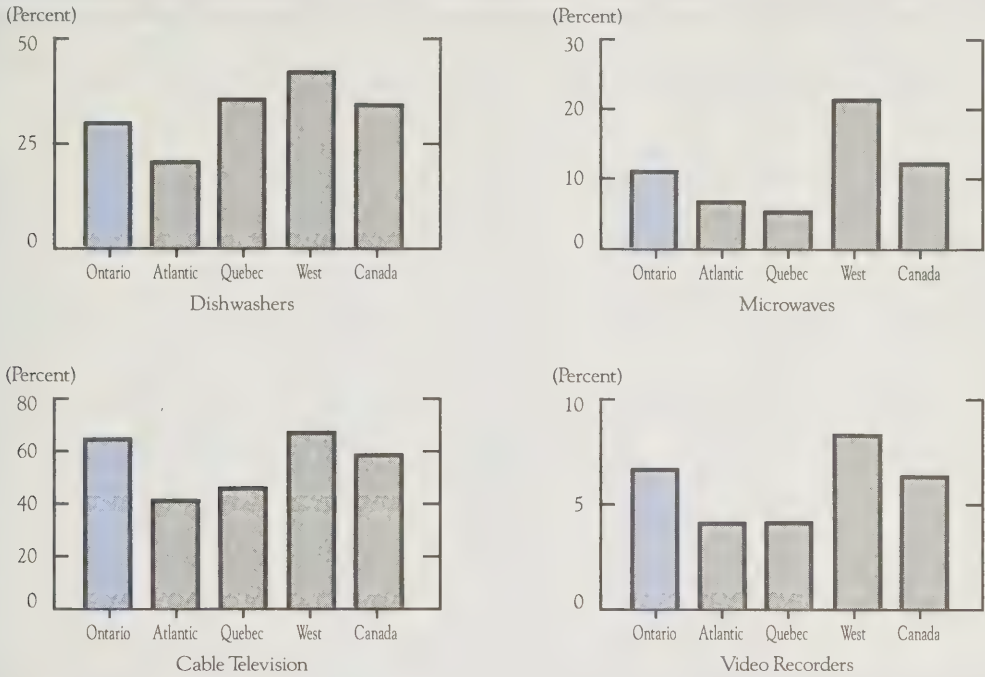 (Percent)
50
25
0
Ontario Atlantic Quebec West Canada
Dishwashers
(Percent)
30
20
10
0
Ontario Atlantic Quebec West Canada
Microwaves
(Percent)
80
60
40
20
0
Ontario Atlantic Quebec West Canada
Cable Television
(Percent)
10
5
0
Ontario Atlantic Quebec West Canada
Video Recorders